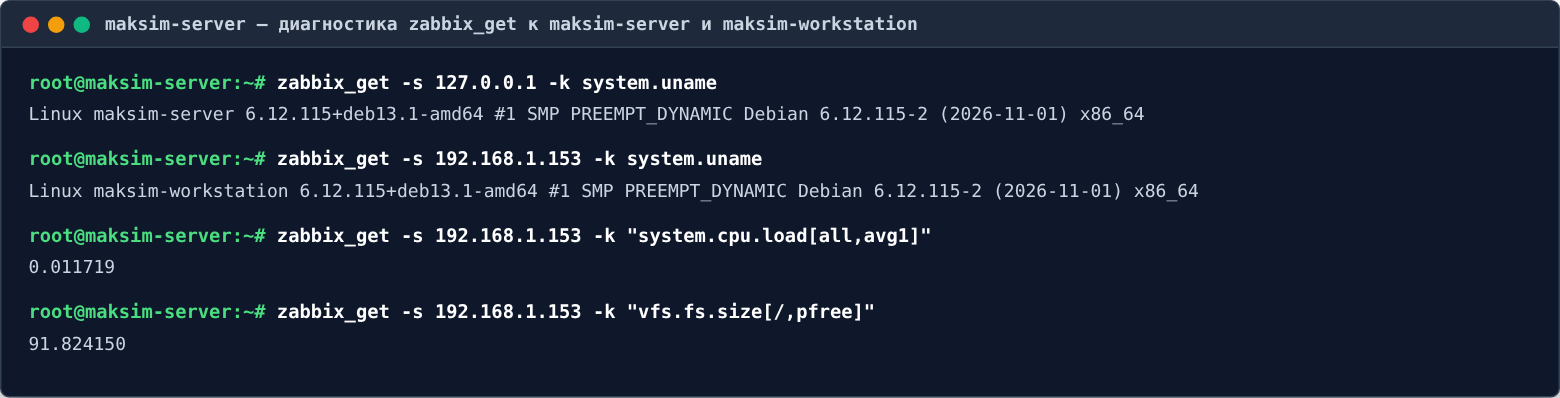 maksim-server — диагностика zabbix_get к maksim-server и maksim-workstation
root@maksim-server:~# zabbix_get -s 127.0.0.1 -k system.uname
Linux maksim-server 6.12.115+deb13.1-amd64 #1 SMP PREEMPT_DYNAMIC Debian 6.12.115-2 (2026-11-01) x86_64
root@maksim-server:~# zabbix_get -s 192.168.1.153 -k system.uname
Linux maksim-workstation 6.12.115+deb13.1-amd64 #1 SMP PREEMPT_DYNAMIC Debian 6.12.115-2 (2026-11-01) x86_64
root@maksim-server:~# zabbix_get -s 192.168.1.153 -k "system.cpu.load[all,avg1]"
0.011719
root@maksim-server:~# zabbix_get -s 192.168.1.153 -k "vfs.fs.size[/,pfree]"
91.824150